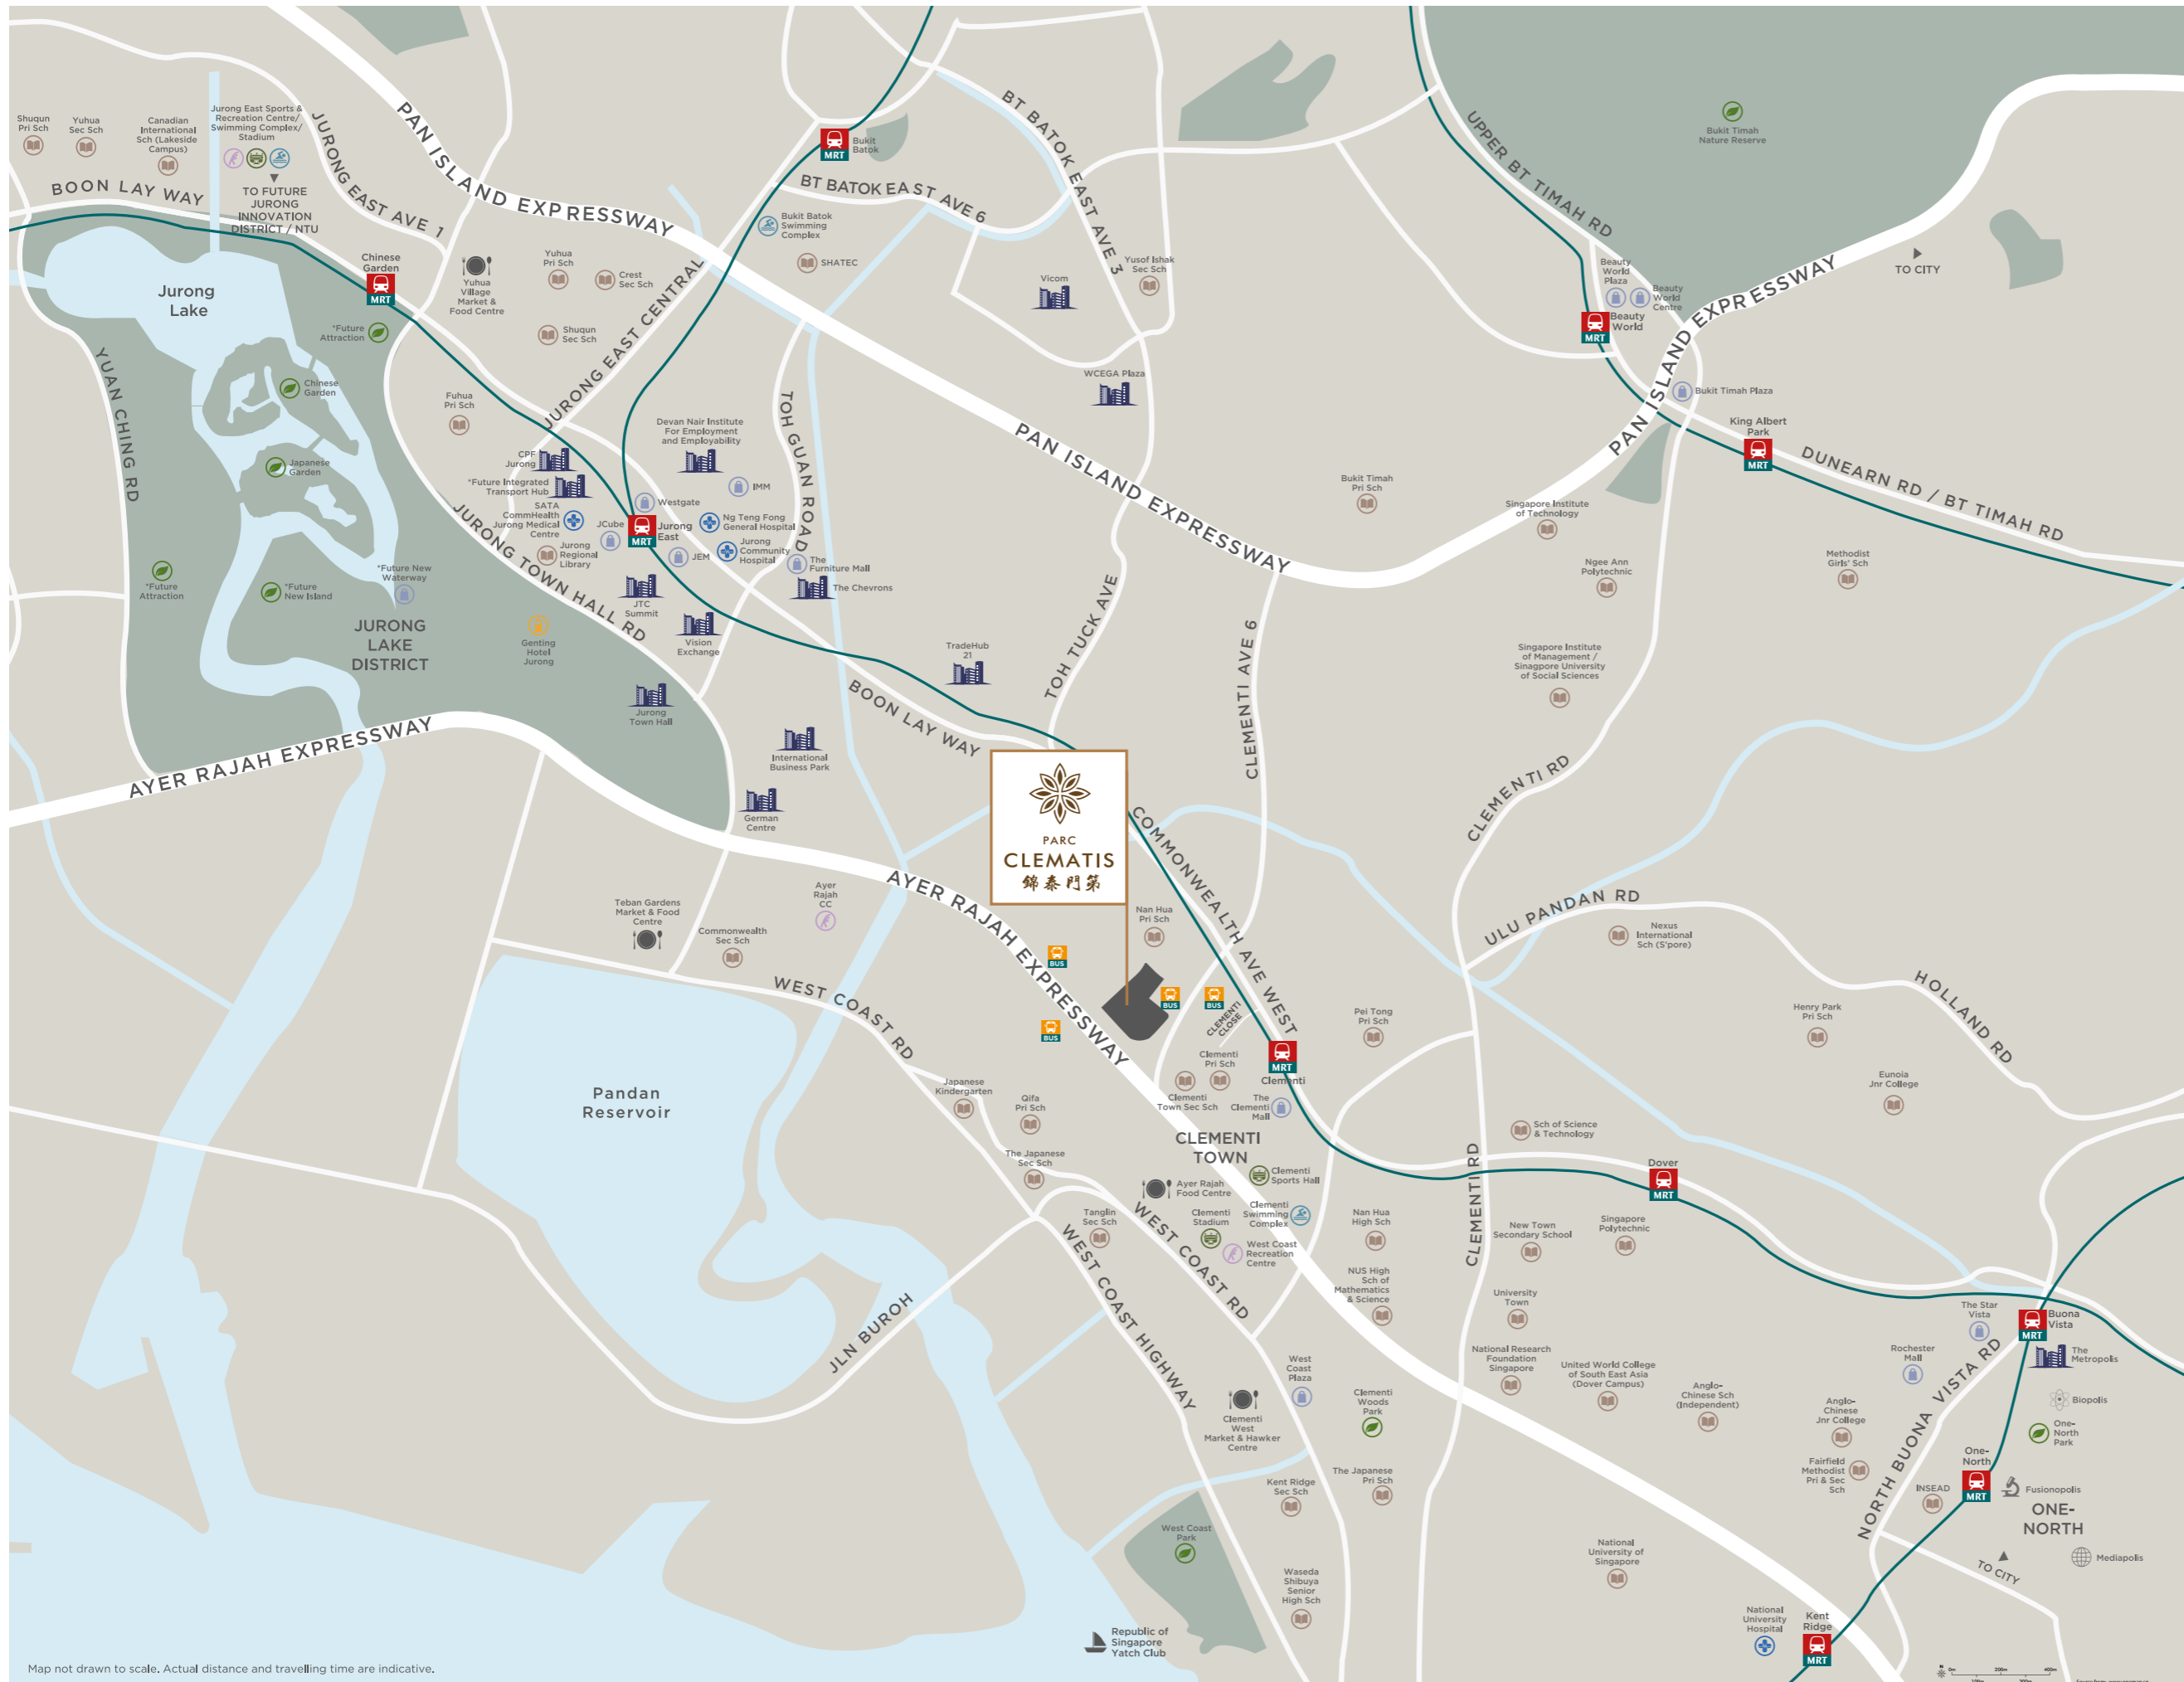 Shuqun
Pri Sch
Yuhua
Sec Sch
Canadian
International
Sch (Lakeside
Campus)
Jurong East Sports &
Recreation Centre/
Swimming Complex/
Stadium
TO FUTURE
JURONG
INNOVATION
DISTRICT / NTU
BOON LAY WAY
JURONG EAST AVE 1
PAN ISLAND EXPRESSWAY
MRT
Bukit
Batok
BT BATOK EAST AVE 6
BT BATOK EAST AVE 3
UPPER BT TIMAH RD
Bukit Timah
Nature Reserve
Bukit Batok
Swimming
Complex
SHATEC
Yusof Ishak
Sec Sch
Vicom
TO CITY
Beauty
World
Plaza
Beauty
World
Centre
Beauty
World
MRT
PAN ISLAND EXPRESSWAY
Jurong
Lake
Chinese
Garden
MRT
*Future
Attraction
Yuhua
Village
Market &
Food Centre
Yuhua
Pri Sch
Crest
Sec Sch
Shuqun
Sec Sch
JURONG EAST CENTRAL
YUAN CHING RD
Chinese
Garden
Japanese
Garden
Fuhua
Pri Sch
WCEGA Plaza
Bukit Timah Plaza
King Albert
Park
MRT
DUNEARN RD / BT TIMAH RD
TOH GUAN ROAD
Devan Nair Institute
For Employment
and Employability
CPF
Jurong
*Future Integrated
Transport Hub
SATA
CommHealth
Jurong Medical
Centre
Jurong
Regional
Library
JCube
Westgate
IMM
MRT
Jurong
East
Ng Teng Fong
General Hospital
JEM
Jurong
Community
Hospital
The
Furniture Mall
The Chevrons
PAN ISLAND EXPRESSWAY
Bukit Timah
Pri Sch
Singapore Institute
of Technology
Ngee Ann
Polytechnic
Methodist
Girls' Sch
*Future
Attraction
*Future
New Island
*Future New
Waterway
JURONG
LAKE
DISTRICT
JURONG TOWN HALL RD
Genting
Hotel
Jurong
JTC
Summit
Vision
Exchange
Jurong
Town Hall
TradeHub
21
TOH TUCK AVE
CLEMENTI AVE 6
Singapore Institute
of Management /
Sinagpore University
of Social Sciences
BOON LAY WAY
AYER RAJAH EXPRESSWAY
International
Business Park
German
Centre
PARC
CLEMATIS
錦泰門第
COMMONWEALTH AVE WEST
CLEMENTI RD
ULU PANDAN RD
Nexus
International
Sch (S'pore)
HOLLAND RD
Teban Gardens
Market & Food
Centre
Commonwealth
Sec Sch
Ayer
Rajah
CC
AYER RAJAH EXPRESSWAY
Nan Hua
Pri Sch
BUS
BUS
BUS
BUS
CLEMENTI
CLOSE
WEST COAST RD
Pei Tong
Pri Sch
Henry Park
Pri Sch
Eunoia
Jnr College
Pandan
Reservoir
Japanese
Kindergarten
Qifa
Pri Sch
The Japanese
Sec Sch
Clementi
Pri Sch
Clementi
Town Sec Sch
MRT
Clementi
The
Clementi
Mall
CLEMENTI
TOWN
Sch of Science
& Technology
Dover
MRT
Ayer Rajah
Food Centre
Clementi
Sports Hall
Clementi
Stadium
Clementi
Swimming
Complex
West Coast
Recreation
Centre
Tanglin
Sec Sch
WEST COAST RD
WEST COAST HIGHWAY
CLEMENTI RD
Nan Hua
High Sch
New Town
Secondary School
Singapore
Polytechnic
NUS High
Sch of
Mathematics
& Science
University
Town
JLN BUROH
The Star
Vista
MRT
Buona
Vista
The
Metropolis
Rochester
Mall
NORTH BUONA VISTA RD
National Research
Foundation
Singapore
United World College
of South East Asia
(Dover Campus)
Anglo-
Chinese Sch
(Independent)
Anglo-
Chinese
Jnr College
Biopolis
One-
North
Park
West
Coast
Plaza
Clementi
Woods
Park
Clementi
West
Market & Hawker
Centre
Fairfield
Methodist
Pri & Sec
Sch
One-
North
MRT
INSEAD
Fusionopolis
ONE-
NORTH
Kent Ridge
Sec Sch
The Japanese
Pri Sch
West Coast
Park
National
University of
Singapore
TO CITY
Mediapolis
Waseda
Shibuya
Senior
High Sch
National
University
Hospital
Kent
Ridge
MRT
Republic of
Singapore
Yatch Club
Map not drawn to scale. Actual distance and travelling time are indicative.
0m 200m 400m